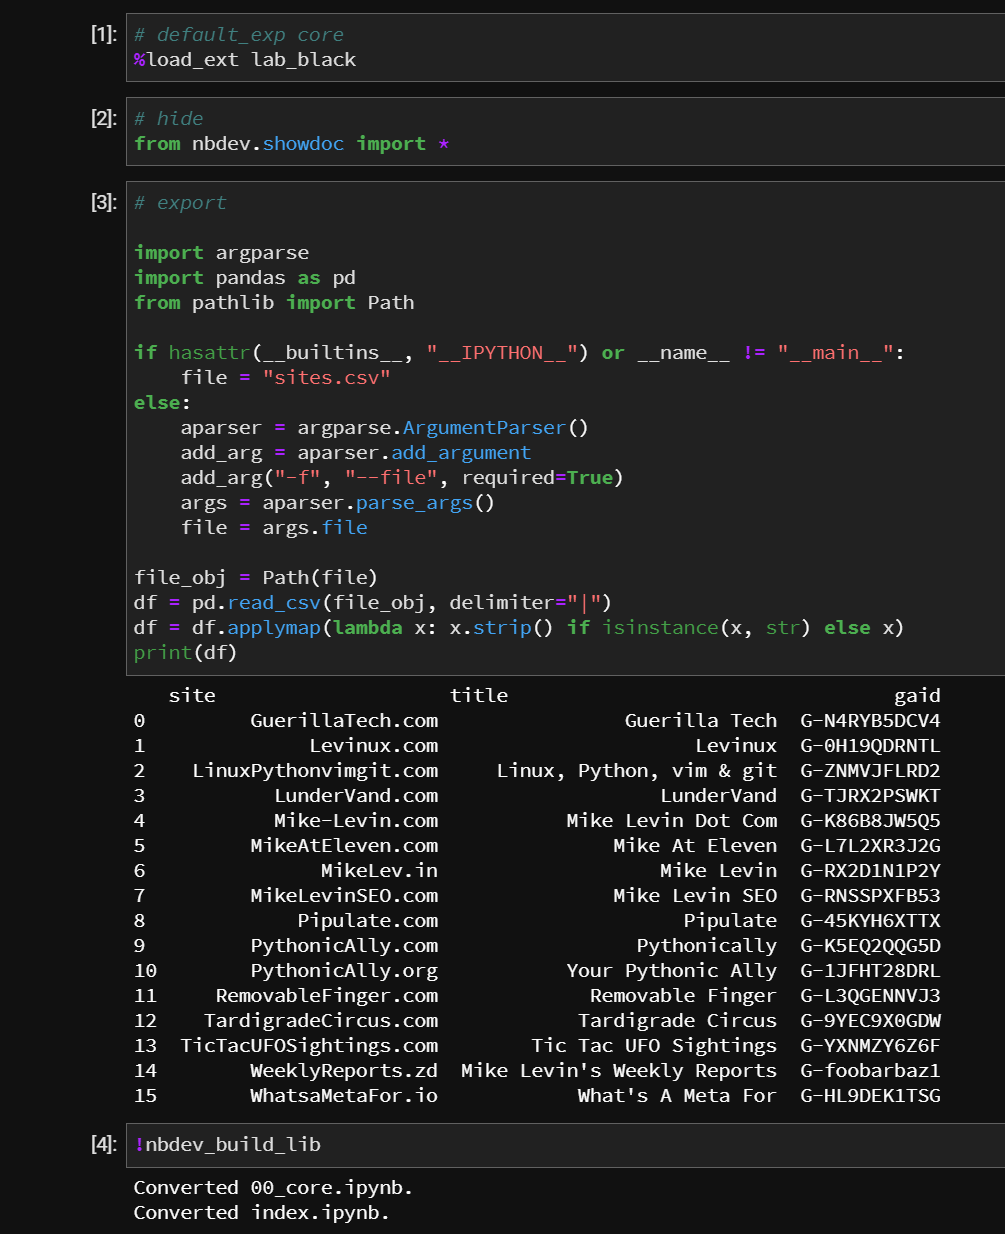 [1]: # default_exp core
%load_ext lab_black
[2]: # hide
from nbdev.showdoc import *
[3]: # export
import argparse
import pandas as pd
from pathlib import Path
if hasattr(__builtins__, "__IPYTHON__") or __name__ != "__main__":
    file = "sites.csv"
else:
    aparser = argparse.ArgumentParser()
    add_arg = aparser.add_argument
    add_arg("-f", "--file", required=True)
    args = aparser.parse_args()
    file = args.file
file_obj = Path(file)
df = pd.read_csv(file_obj, delimiter="|")
df = df.applymap(lambda x: x.strip() if isinstance(x, str) else x)
print(df)
site title gaid
0 GuerillaTech.com Guerilla Tech G-N4RYB5DCV4
1 Levinux.com Levinux G-0H19QDRNTL
2 LinuxPythonvimgit.com Linux, Python, vim & git G-ZNMVJFLRD2
3 LunderVand.com LunderVand G-TJRX2PSWKT
4 Mike-Levin.com Mike Levin Dot Com G-K86B8JW5Q5
5 MikeAtEleven.com Mike At Eleven G-L7L2XR3J2G
6 MikeLev.in Mike Levin G-RX2D1N1P2Y
7 MikeLevinSEO.com Mike Levin SEO G-RNSSPXFB53
8 Pipulate.com Pipulate G-45KYH6XTTX
9 PythonicAlly.com Pythonically G-K5EQ2QQG5D
10 PythonicAlly.org Your Pythonic Ally G-1JFHT28DRL
11 RemovableFinger.com Removable Finger G-L3QGENNVJ3
12 TardigradeCircus.com Tardigrade Circus G-9YEC9X0GDW
13 TicTacUFOSightings.com Tic Tac UFO Sightings G-YXNMZY6Z6F
14 WeeklyReports.zd Mike Levin's Weekly Reports G-foobarbaz1
15 WhatsaMetaFor.io What's A Meta For G-HL9DEK1TSG
[4]: !nbdev_build_lib
Converted 00_core.ipynb.
Converted index.ipynb.